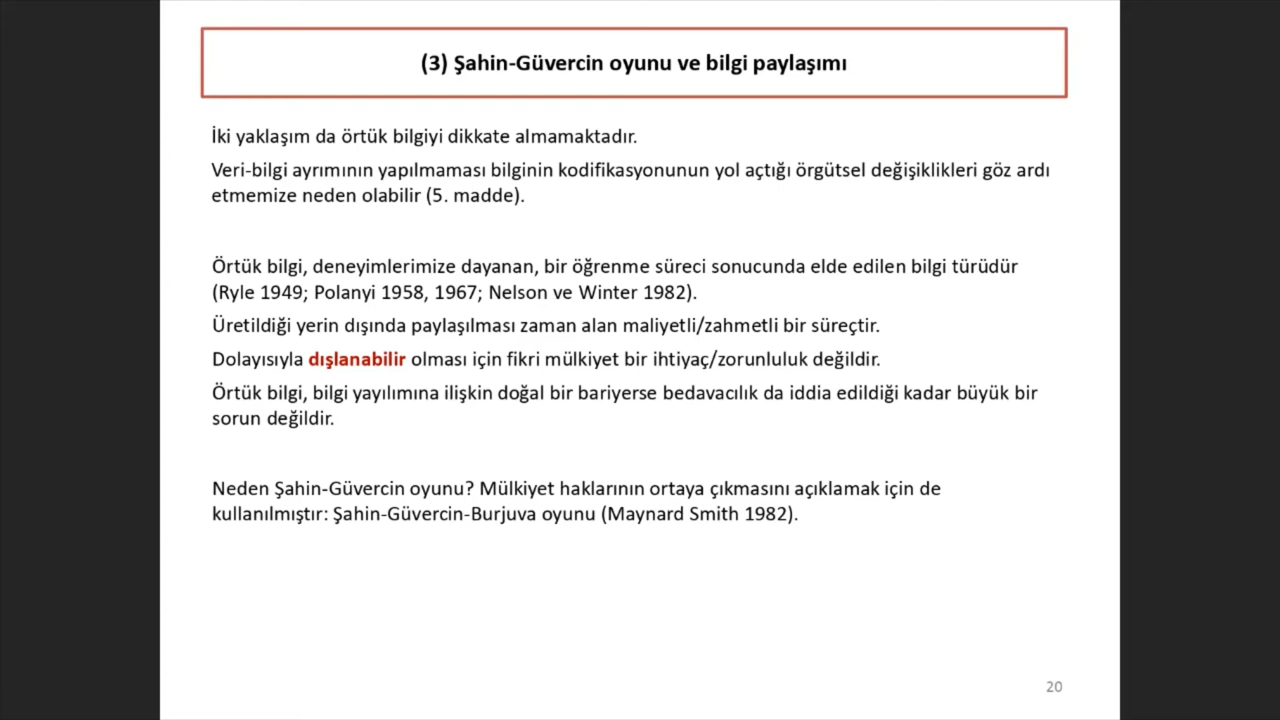 (3) Şahin-Güvercin oyunu ve bilgi paylaşımı
İki yaklaşım da örtük bilgiyi dikkate almamaktadır.
Veri-bilgi ayrımının yapılmaması bilginin kodifikasyonunun yol açtığı örgütsel değişiklikleri göz ardı
etmemize neden olabilir (5. madde).
Örtük bilgi, deneyimlerimize dayanan, bir öğrenme süreci sonucunda elde edilen bilgi türüdür
(Ryle 1949; Polanyi 1958, 1967; Nelson ve Winter 1982).
Üretildiği yerin dışında paylaşılması zaman alan maliyetli/zahmetli bir süreçtir.
Dolayısıyla dışlanabilir olması için fikri mülkiyet bir ihtiyaç/zorunluluk değildir.
Örtük bilgi, bilgi yayılımına ilişkin doğal bir bariyerse bedavacılık da iddia edildiği kadar büyük bir
sorun değildir.
Neden Şahin-Güvercin oyunu? Mülkiyet haklarının ortaya çıkmasını açıklamak için de
kullanılmıştır: Şahin-Güvercin-Burjuva oyunu (Maynard Smith 1982).
20